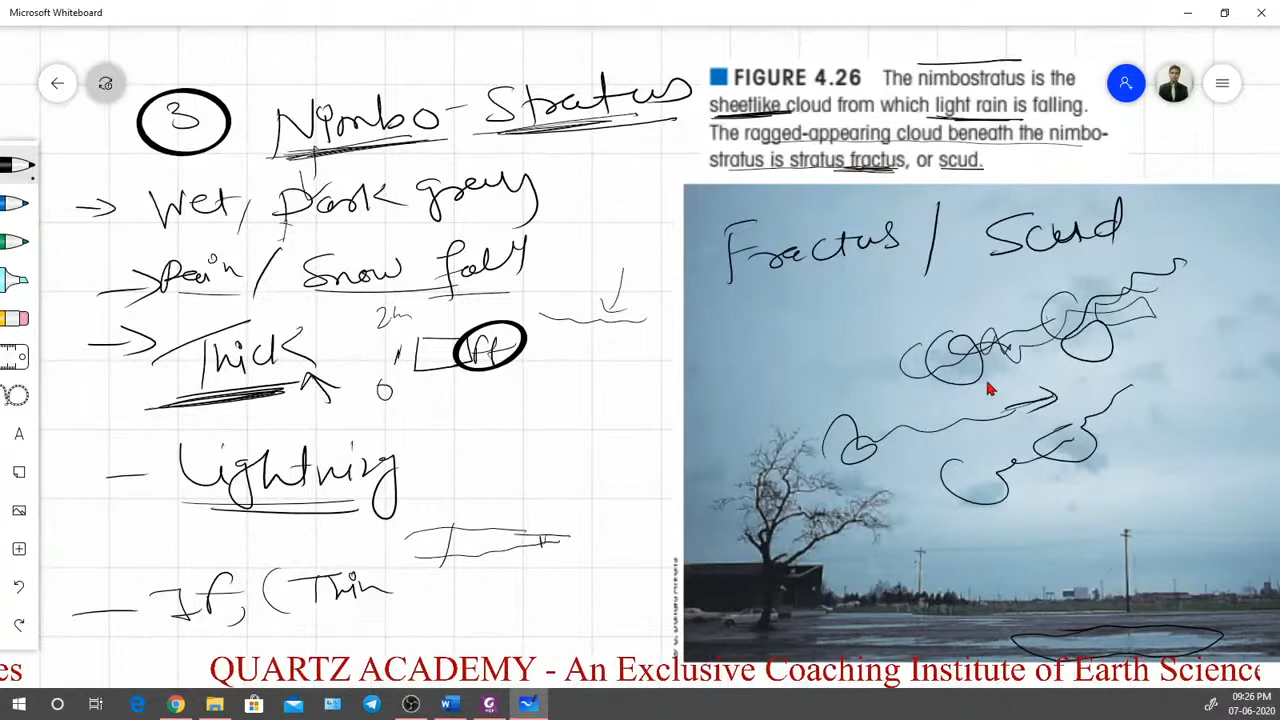 Microsoft Whiteboard
3 Nimbo-Stratus
→ Wet, Dark grey
→ Rain / Snow fall
→ Thick
2km
0
- Lightning
- If, (Thin
FIGURE 4.26 The nimbostratus is the
sheetlike cloud from which light rain is falling.
The ragged-appearing cloud beneath the nimbo-
stratus is stratus fractus, or scud.
Fractus / Scud
A
es QUARTZ ACADEMY - An Exclusive Coaching Institute of Earth Science
09:26 PM
07-06-2020